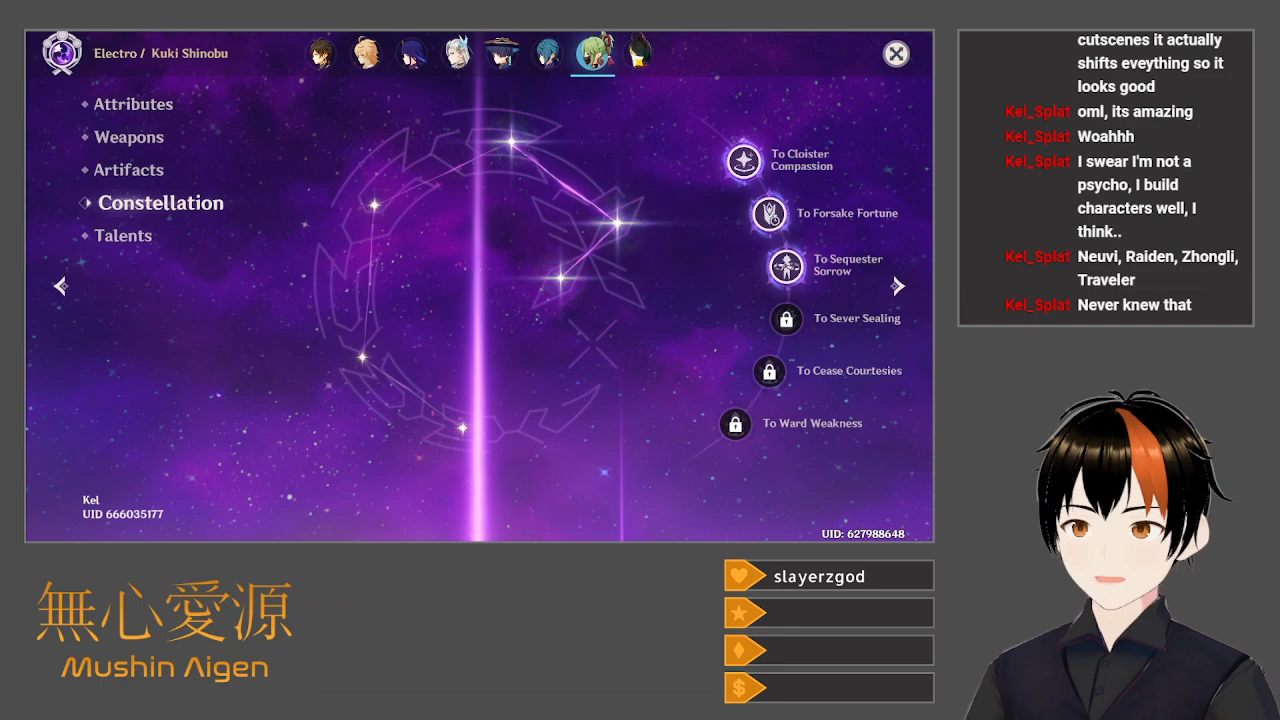 Electro / Kuki Shinobu
Attributes
Weapons
Artifacts
Constellation
Talents
To Cloister
Compassion
To Forsake Fortune
To Sequester
Sorrow
To Sever Sealing
To Cease Courtesies
To Ward Weakness
Kel
UID 666035177
UID: 627988648
cutscenes it actually
shifts eveything so it
looks good
Kel_Splat oml, its amazing
Kel_Splat Woahhh
Kel_Splat I swear I'm not a
psycho, I build
characters well, I
think..
Kel_Splat Neuvi, Raiden, Zhongli,
Traveler
Kel_Splat Never knew that
無心愛源
Mushin Aigen
slayerzgod
$